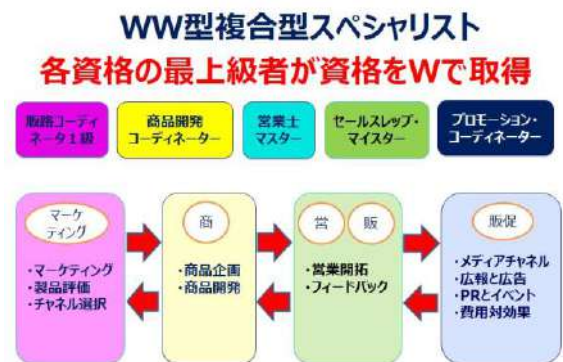 WW型複合型スペシャリスト
各資格の最上級者が資格をWで取得
販路コーディ
ネータ1級
商品開発
コーディネーター
営業士
マスター
セールスレップ・
マイスター
プロモーション・
コーディネーター
マーケ
ティング
・マーケティング
・製品評価
・チャネル選択
商
・商品企画
・商品開発
営
販
・営業開拓
・フィードバック
販促
・メディアチャネル
・広報と広告
・PRとイベント
・費用対効果